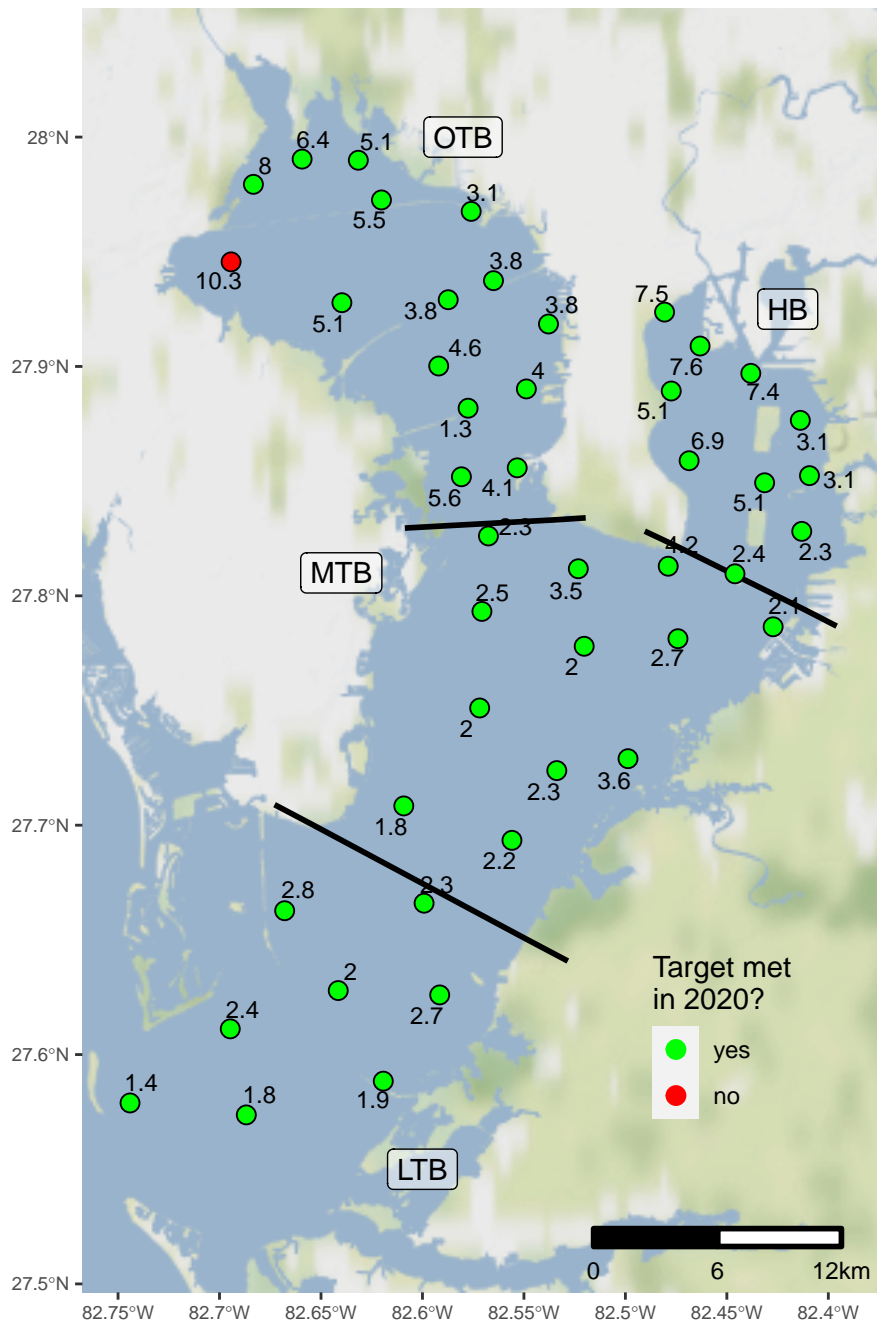 28°N
27.9°N
27.8°N
27.7°N
27.6°N
27.5°N
6.4
5.1
OTB
8
5.5
3.1
10.3
3.8
5.1
3.8
3.8
7.5
HB
4.6
4
7.6
7.4
5.1
1.3
3.1
6.9
5.6
4.1
3.1
5.1
2.3
2.3
4.2
2.4
MTB
3.5
2.5
2.1
2
2.7
2
2.3
3.6
1.8
2.2
2.3
2.8
2
2.7
2.4
1.4
1.8
1.9
LTB
Target met
in 2020?
yes
no
0 6 12km
82.75°W 82.7°W 82.65°W 82.6°W 82.55°W 82.5°W 82.45°W 82.4°W